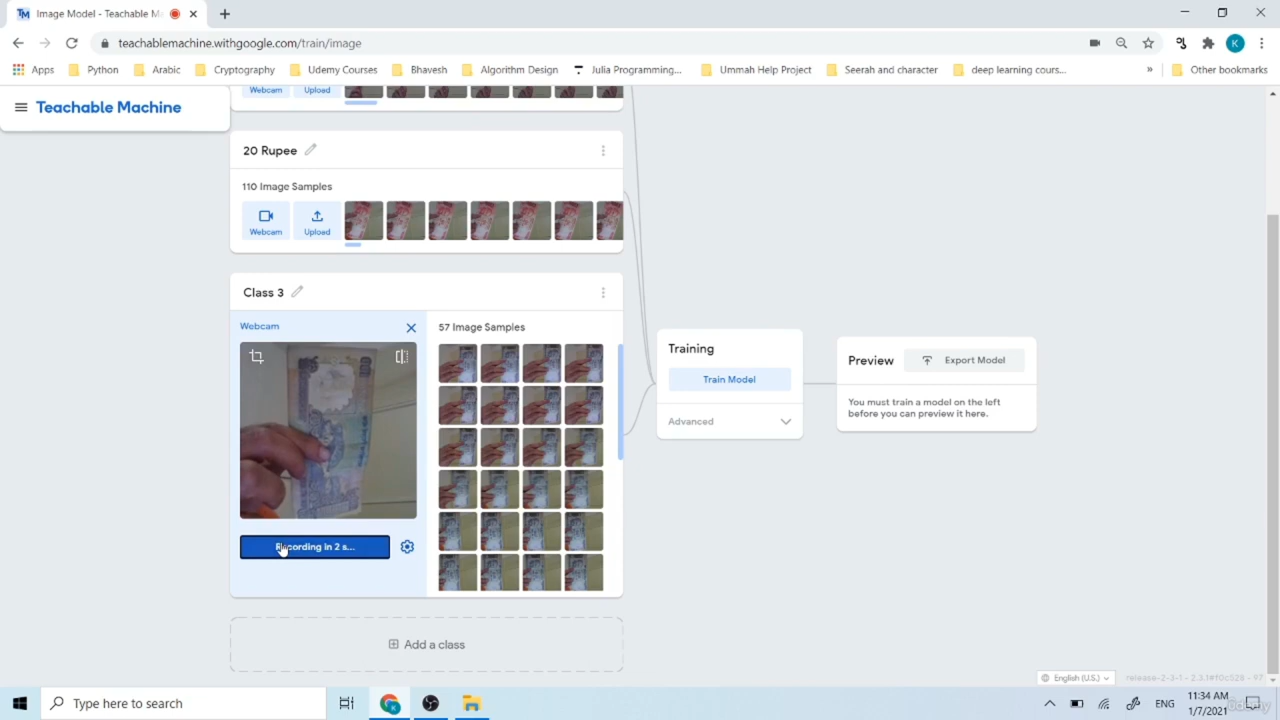 Image Model - Teachable M
teachablemachine.withgoogle.com/train/image
K
Apps
Python
Arabic
Cryptography
Udemy Courses
Bhavesh
Algorithm Design
Julia Programming...
Ummah Help Project
Seerah and character
deep learning cours...
»
Other bookmarks
Teachable Machine
Webcam
Upload
20 Rupee
110 Image Samples
Webcam
Upload
Class 3
Webcam
57 Image Samples
Recording in 2 s...
Add a class
Training
Train Model
Advanced
Preview
Export Model
You must train a model on the left
before you can preview it here.
English (U.S.)
Type here to search
ENG
11:34 AM
1/7/2021
Udemy